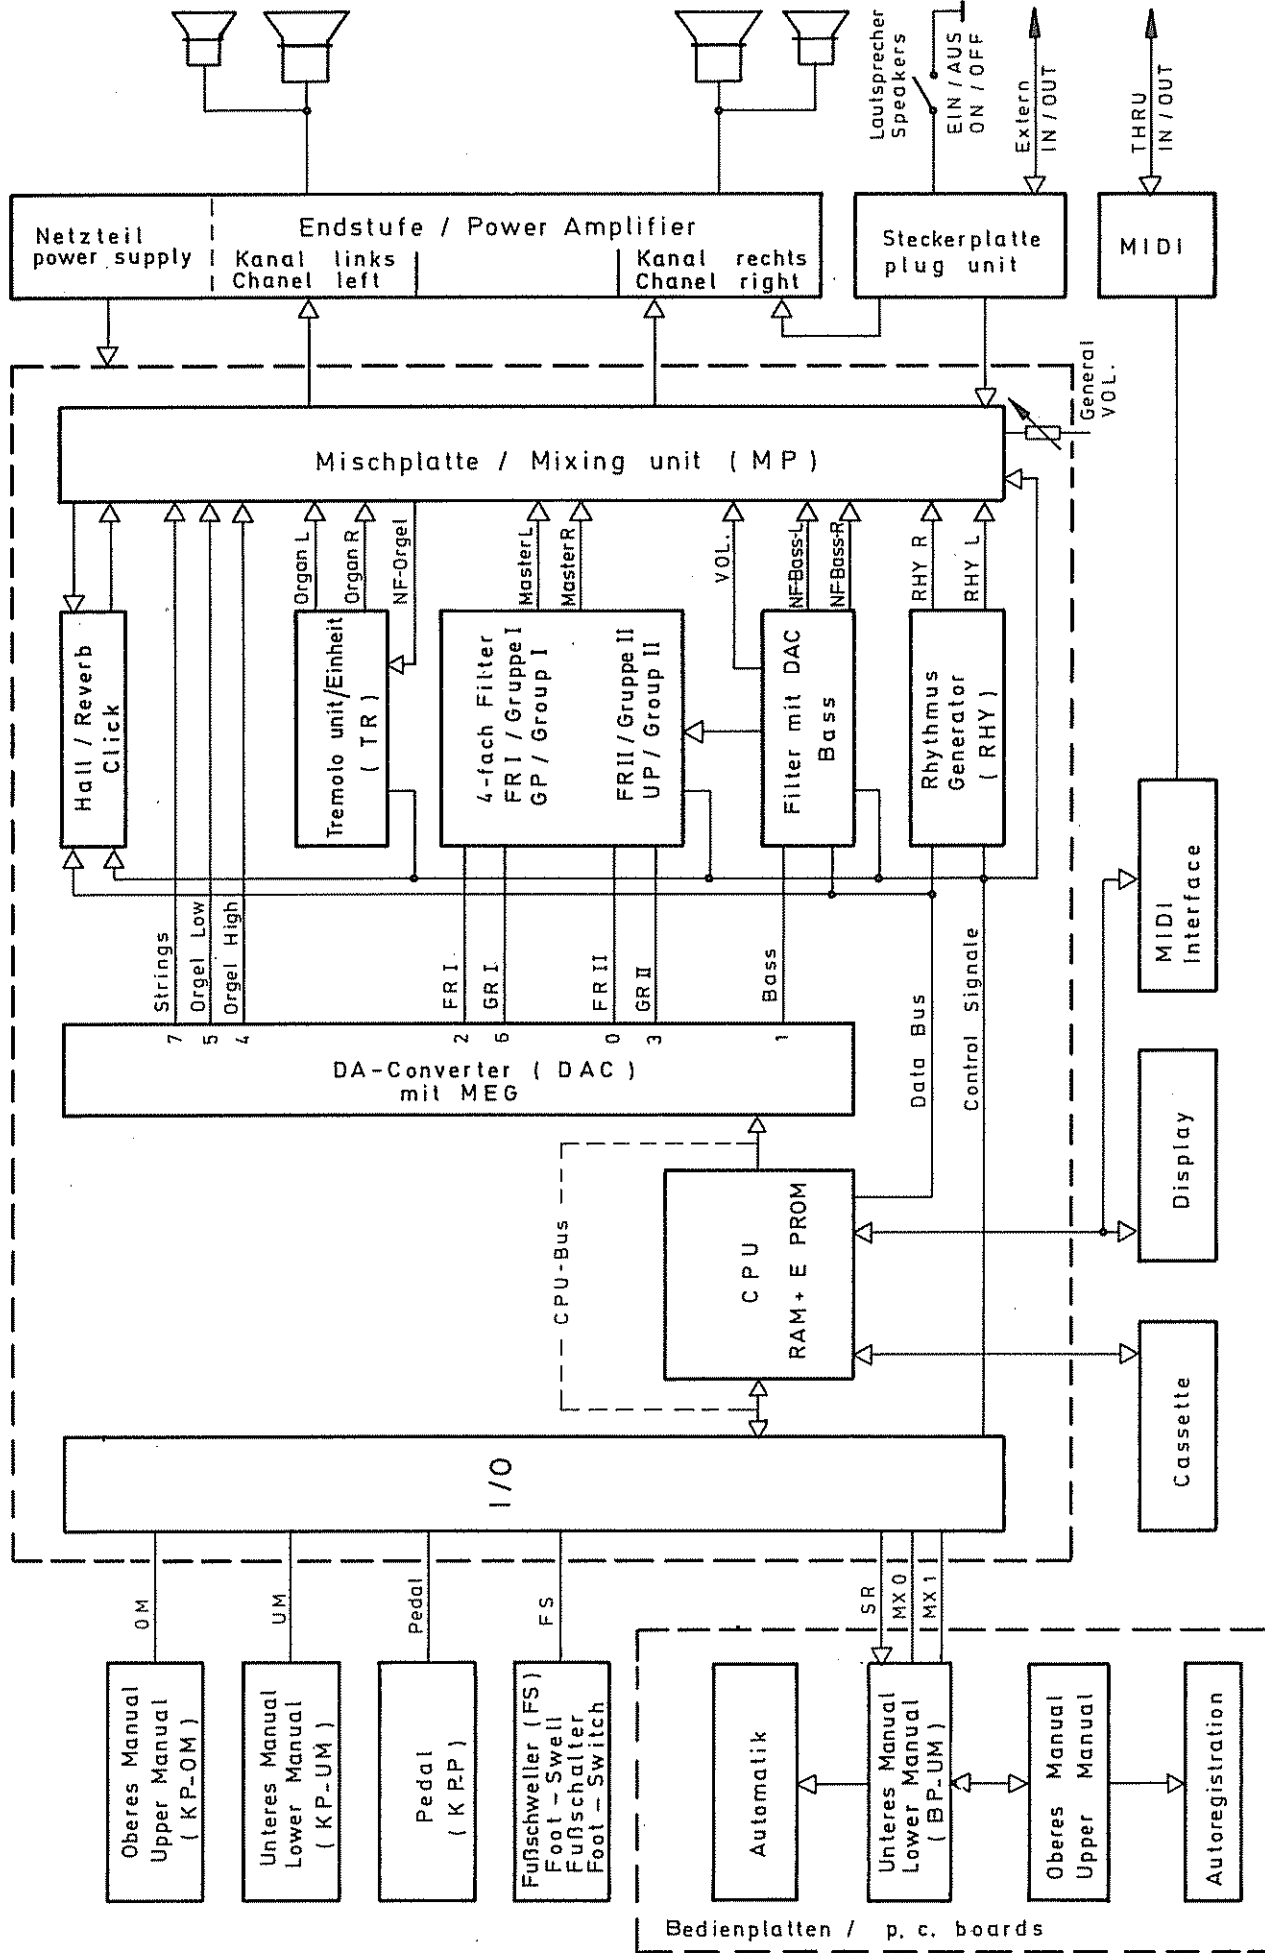 Lautsprecher
Speakers
EIN / AUS
ON / OFF
Extern
IN / OUT
THRU
IN / OUT
Netzteil
power supply
Endstufe / Power Amplifier
Kanal links
Chanel left
Kanal rechts
Chanel right
Steckerplatte
plug unit
MIDI
General
VOL.
Mischplatte / Mixing unit ( MP )
Organ L
Organ R
NF-Orgel
Master L
Master R
VOL.
NF-Bass-L
NF-Bass-R
RHY R
RHY L
Hall / Reverb
Click
Tremolo unit/Einheit
( TR )
4-fach Filter
FR I / Gruppe I
GP / Group I
FR II / Gruppe II
UP / Group II
Filter mit DAC
Bass
Rhythmus
Generator
( RHY )
MIDI
Interface
Strings
Orgel Low
Orgel High
FR I
GR I
FR II
GR II
Bass
Data Bus
Control Signale
7
5
4
2
6
0
3
1
DA-Converter ( DAC )
mit MEG
CPU-Bus
CPU
RAM + E PROM
Display
Cassette
I/O
OM
UM
Pedal
FS
SR
MX 0
MX 1
Oberes Manual
Upper Manual
( KP-OM )
Unteres Manual
Lower Manual
( KP-UM )
Pedal
( KP-P )
Fußschweller ( FS )
Foot - Swell
Fußschalter
Foot - Switch
Automatik
Unteres Manual
Lower Manual
( BP-UM )
Oberes Manual
Upper Manual
Autoregistration
Bedienplatten / p. c. boards